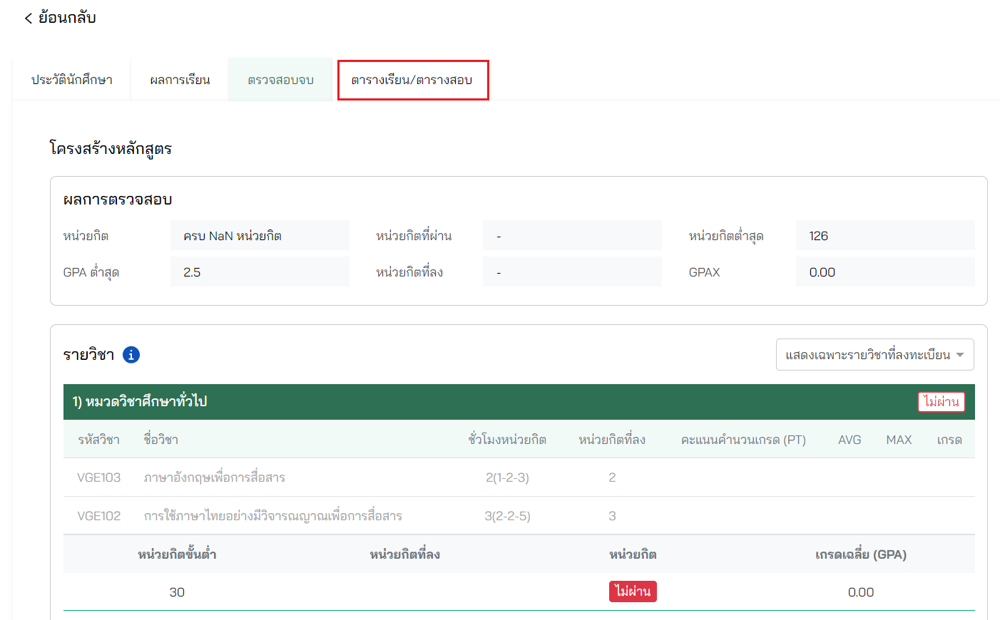 ย้อนกลับ
ประวัตินักศึกษา ผลการเรียน ตรวจสอบจบ ตารางเรียน/ตารางสอบ
โครงสร้างหลักสูตร
ผลการตรวจสอบ
หน่วยกิต ครบ NaN หน่วยกิต หน่วยกิตที่ผ่าน - หน่วยกิตต่ำสุด 126
GPA ต่ำสุด 2.5 หน่วยกิตที่ลง - GPAX 0.00
รายวิชา แสดงเฉพาะรายวิชาที่ลงทะเบียน
1) หมวดวิชาศึกษาทั่วไป ไม่ผ่าน
รหัสวิชา ชื่อวิชา ชั่วโมงหน่วยกิต หน่วยกิตที่ลง คะแนนคำนวนเกรด (PT) AVG MAX เกรด
VGE103 ภาษาอังกฤษเพื่อการสื่อสาร 2(1-2-3) 2
VGE102 การใช้ภาษาไทยอย่างมีวิจารณญาณเพื่อการสื่อสาร 3(2-2-5) 3
หน่วยกิตขั้นต่ำ หน่วยกิตที่ลง หน่วยกิต เกรดเฉลี่ย (GPA)
30 ไม่ผ่าน 0.00